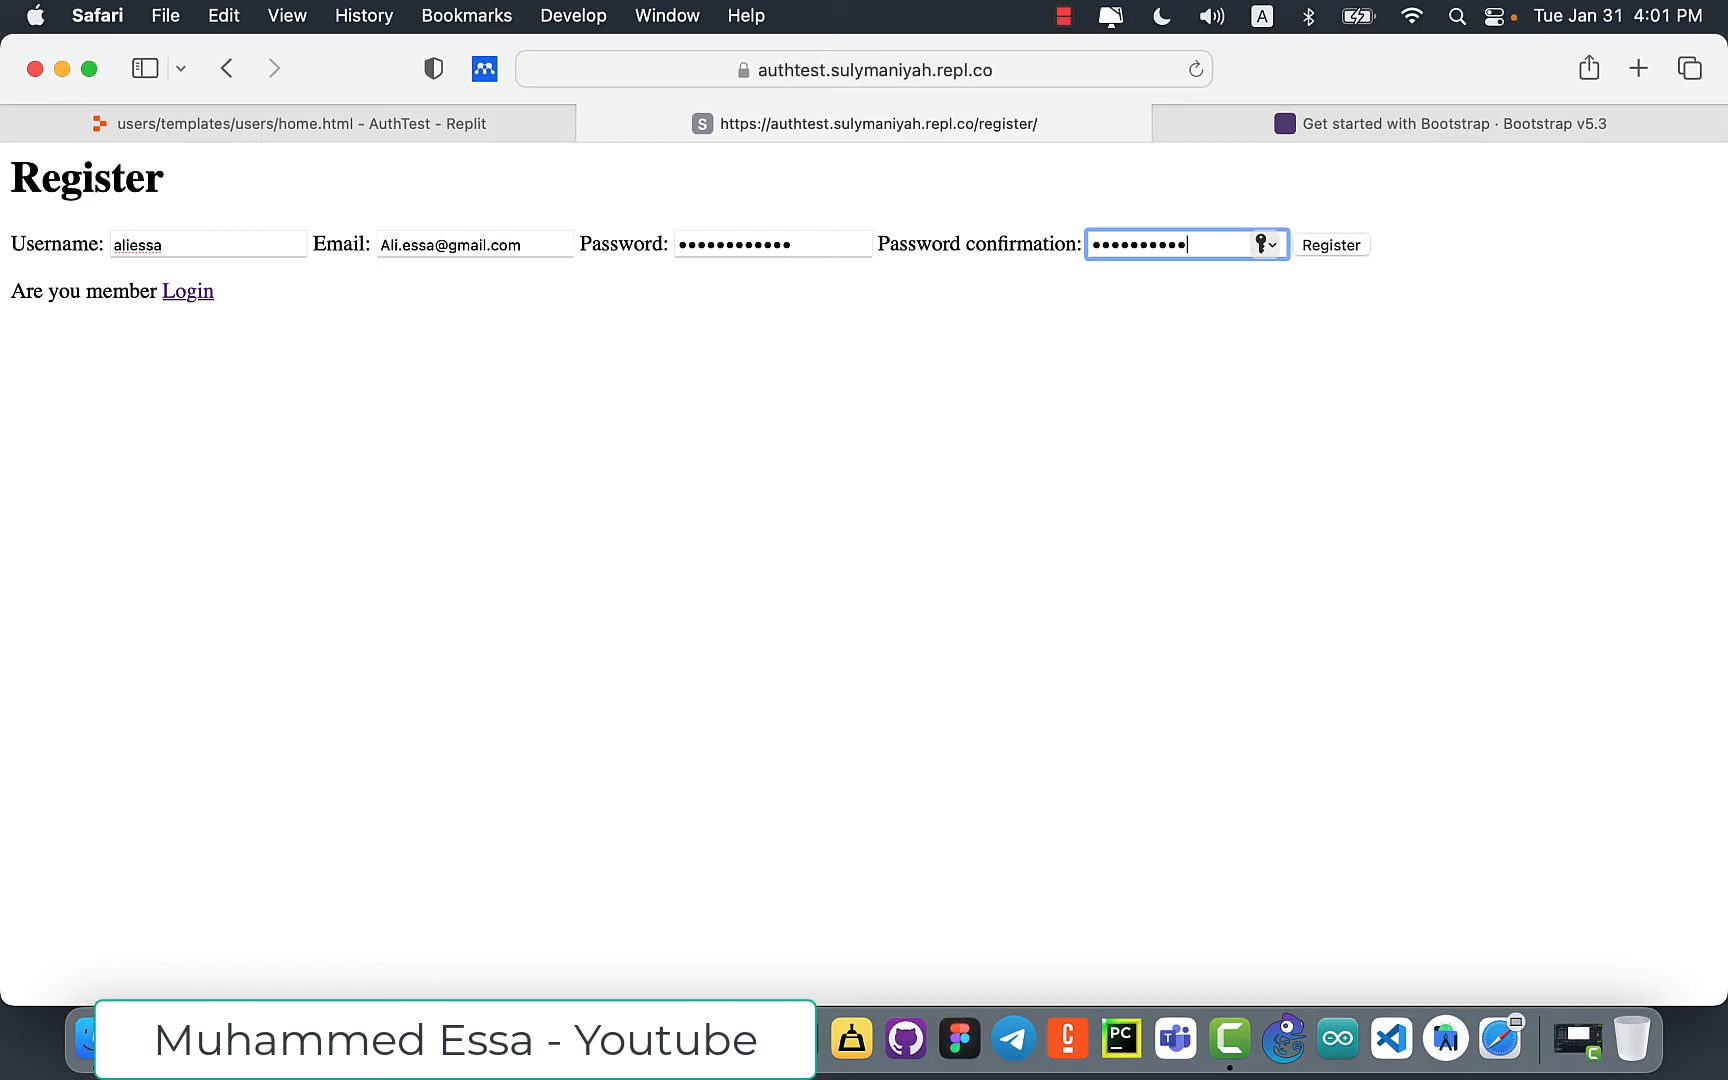 Safari File Edit View History Bookmarks Develop Window Help A Tue Jan 31 4:01 PM
authtest.sulymaniyah.repl.co
users/templates/users/home.html - AuthTest - Replit
S https://authtest.sulymaniyah.repl.co/register/
Get started with Bootstrap · Bootstrap v5.3
Register
Username: aliessa Email: Ali.essa@gmail.com Password: •••••••••••• Password confirmation: •••••••••• Register
Are you member Login
Muhammed Essa - Youtube
PC